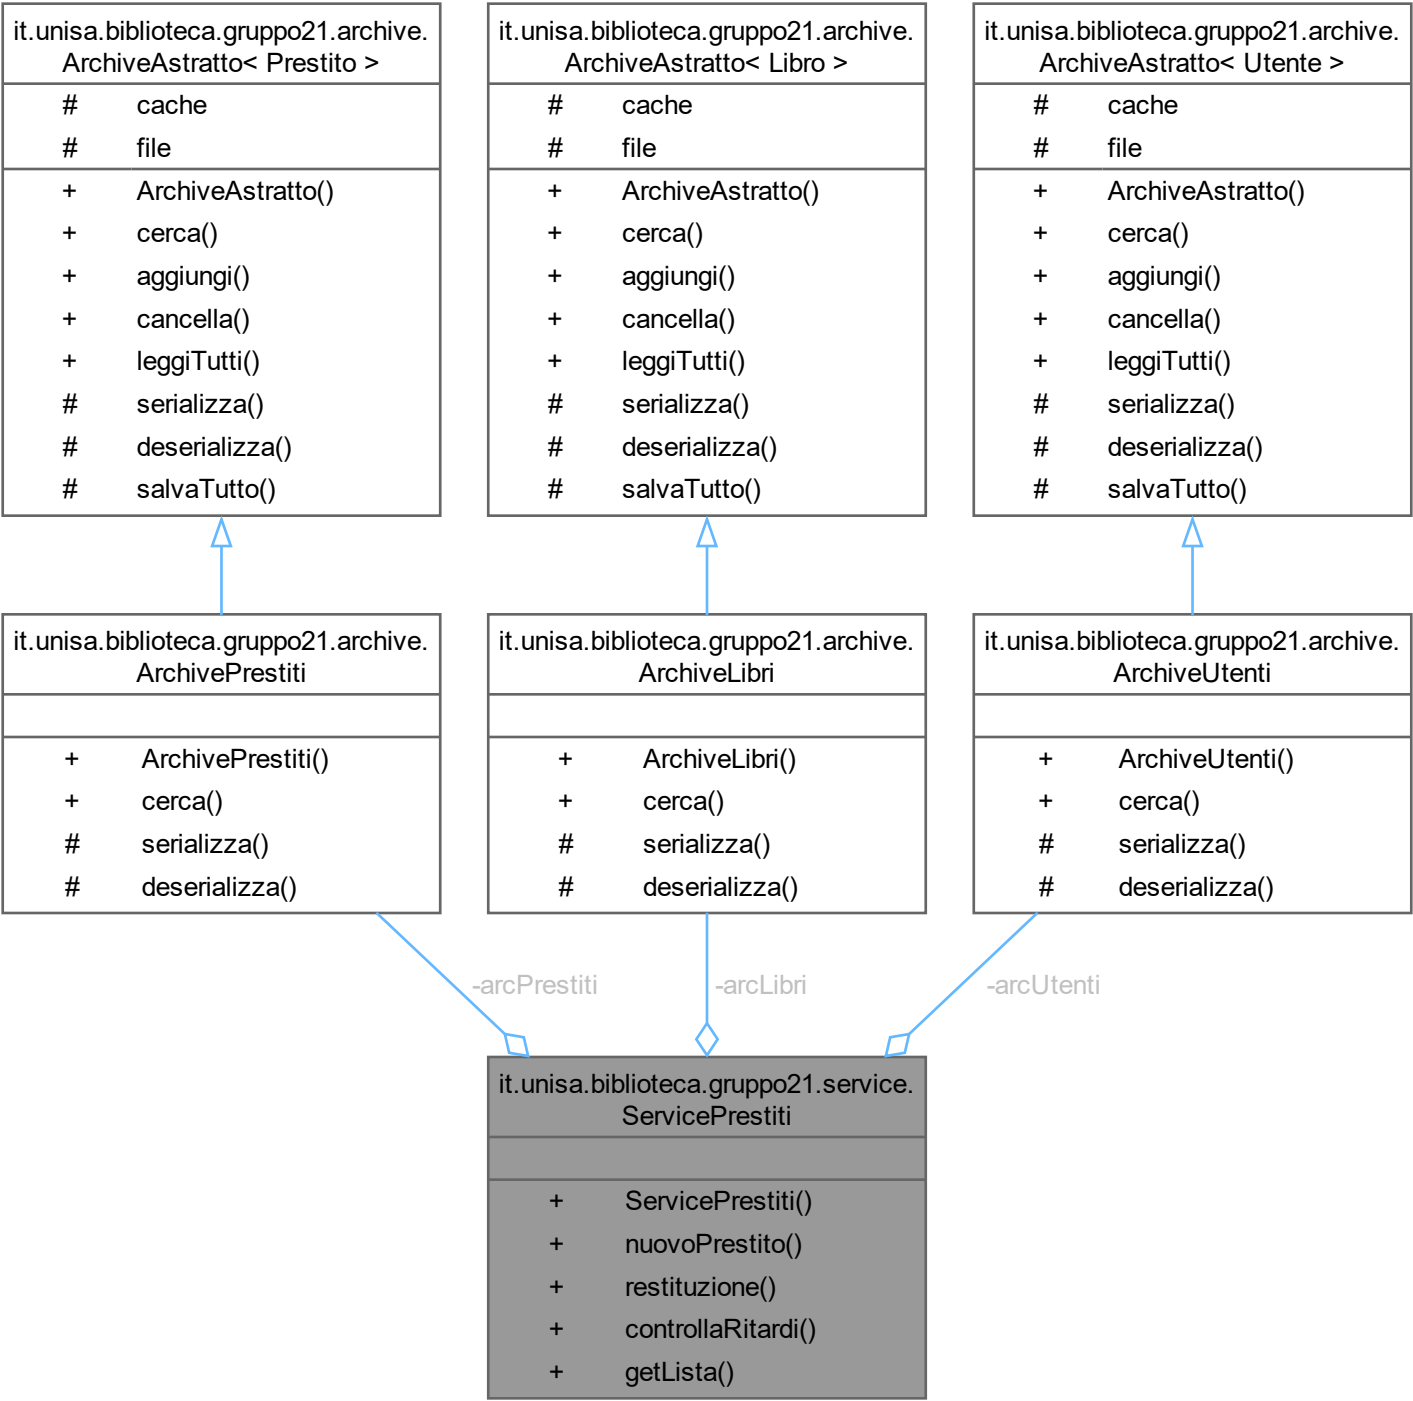 it.unisa.biblioteca.gruppo21.archive.
ArchiveAstratto< Prestito >
# cache
# file
+ ArchiveAstratto()
+ cerca()
+ aggiungi()
+ cancella()
+ leggiTutti()
# serializza()
# deserializza()
# salvaTutto()
it.unisa.biblioteca.gruppo21.archive.
ArchiveAstratto< Libro >
# cache
# file
+ ArchiveAstratto()
+ cerca()
+ aggiungi()
+ cancella()
+ leggiTutti()
# serializza()
# deserializza()
# salvaTutto()
it.unisa.biblioteca.gruppo21.archive.
ArchiveAstratto< Utente >
# cache
# file
+ ArchiveAstratto()
+ cerca()
+ aggiungi()
+ cancella()
+ leggiTutti()
# serializza()
# deserializza()
# salvaTutto()
it.unisa.biblioteca.gruppo21.archive.
ArchivePrestiti
+ ArchivePrestiti()
+ cerca()
# serializza()
# deserializza()
it.unisa.biblioteca.gruppo21.archive.
ArchiveLibri
+ ArchiveLibri()
+ cerca()
# serializza()
# deserializza()
it.unisa.biblioteca.gruppo21.archive.
ArchiveUtenti
+ ArchiveUtenti()
+ cerca()
# serializza()
# deserializza()
-arcPrestiti
-arcLibri
-arcUtenti
it.unisa.biblioteca.gruppo21.service.
ServicePrestiti
+ ServicePrestiti()
+ nuovoPrestito()
+ restituzione()
+ controllaRitardi()
+ getLista()